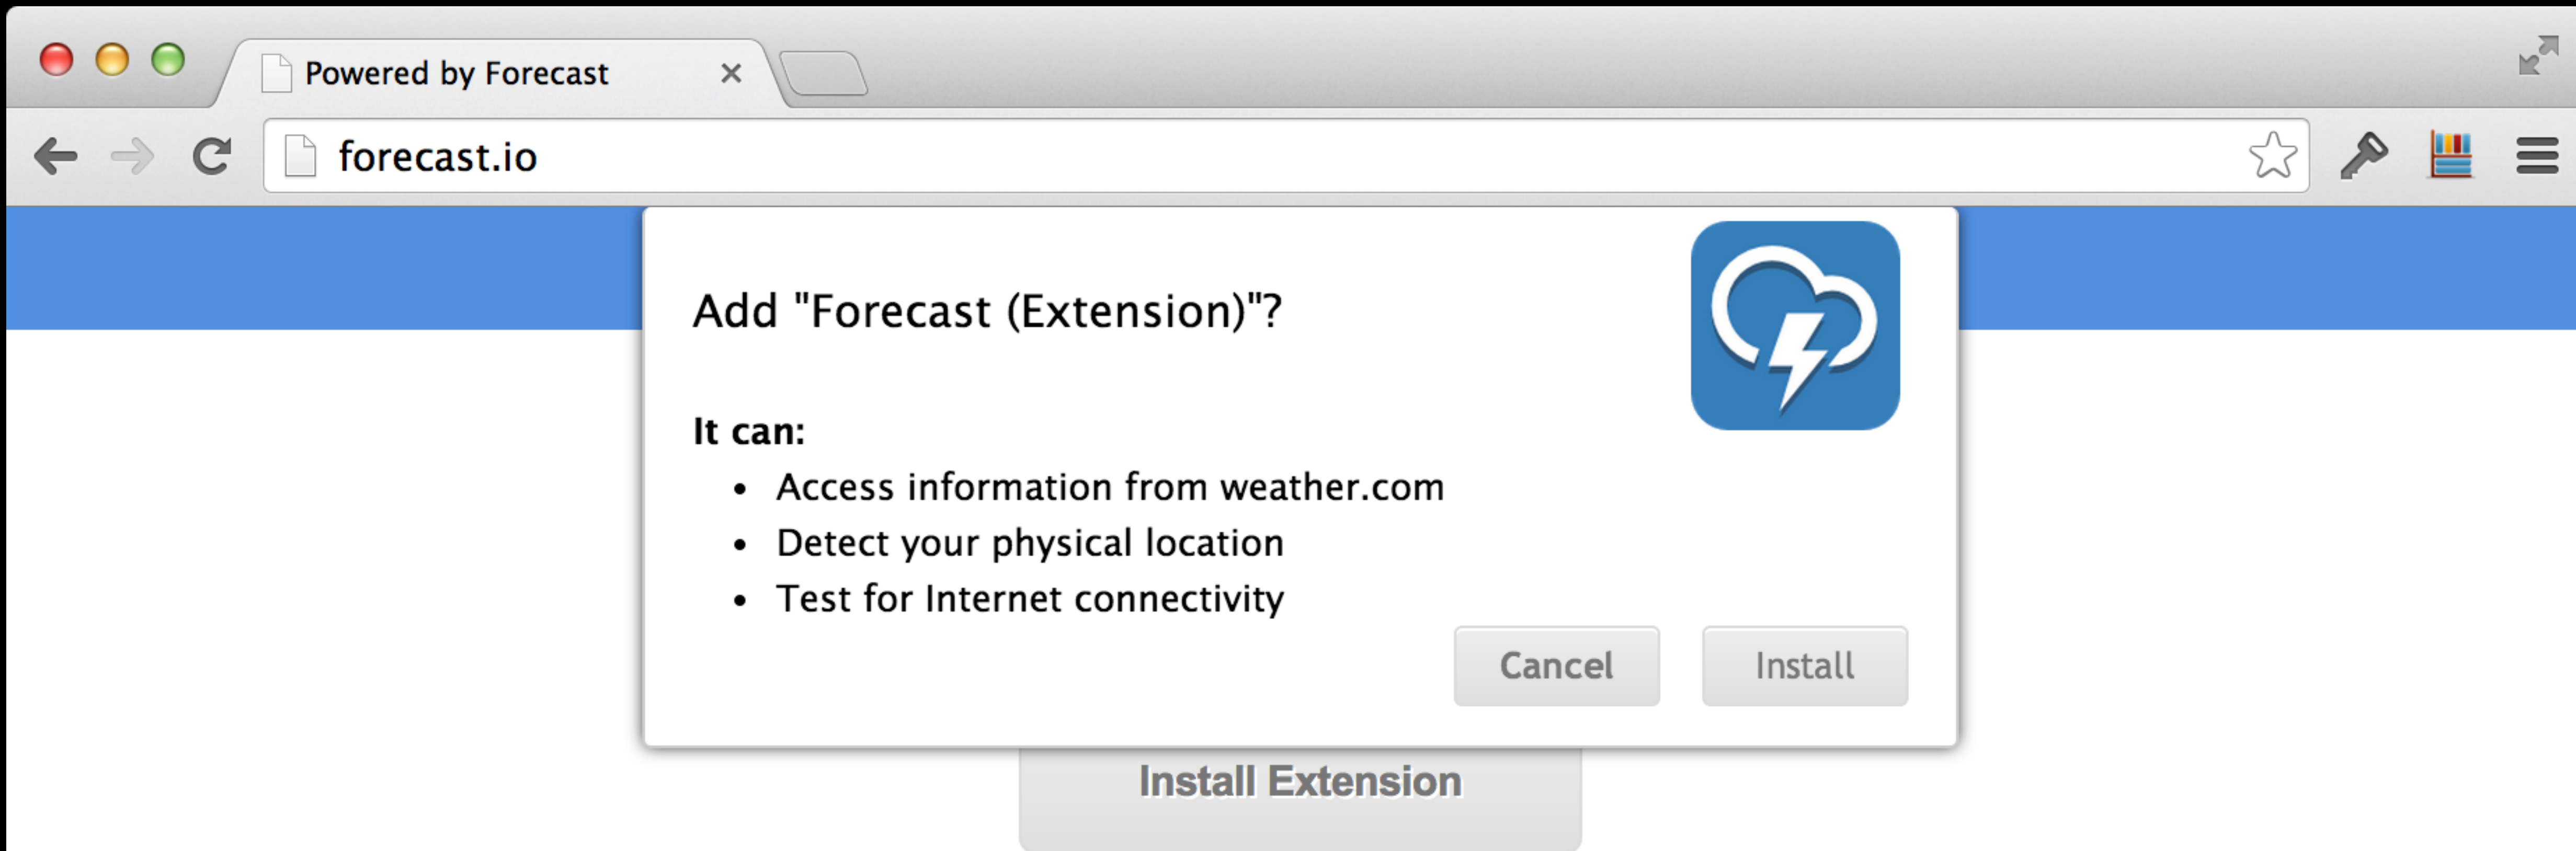 Powered by Forecast
forecast.io
Add "Forecast (Extension)"?
It can:
• Access information from weather.com
• Detect your physical location
• Test for Internet connectivity
Cancel Install
Install Extension